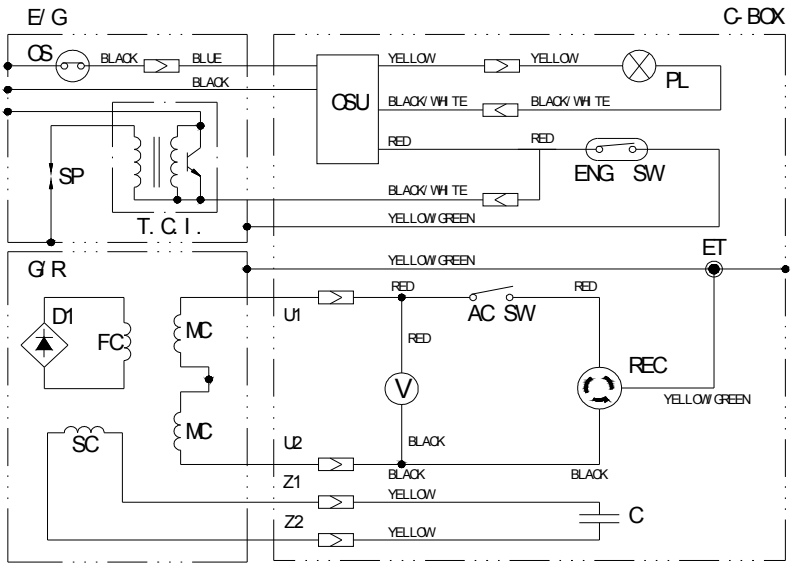 E/G
C-BOX
OS
BLACK
BLUE
YELLOW
YELLOW
PL
BLACK
OSU
BLACK/WHITE
BLACK/WHITE
RED
RED
ENG SW
SP
BLACK/WHITE
T.C.I.
YELLOW/GREEN
G/R
YELLOW/GREEN
ET
D1
FC
MC
U1
RED
AC SW
RED
RED
V
REC
YELLOW/GREEN
SC
MC
U2
BLACK
BLACK
BLACK
Z1
YELLOW
C
Z2
YELLOW